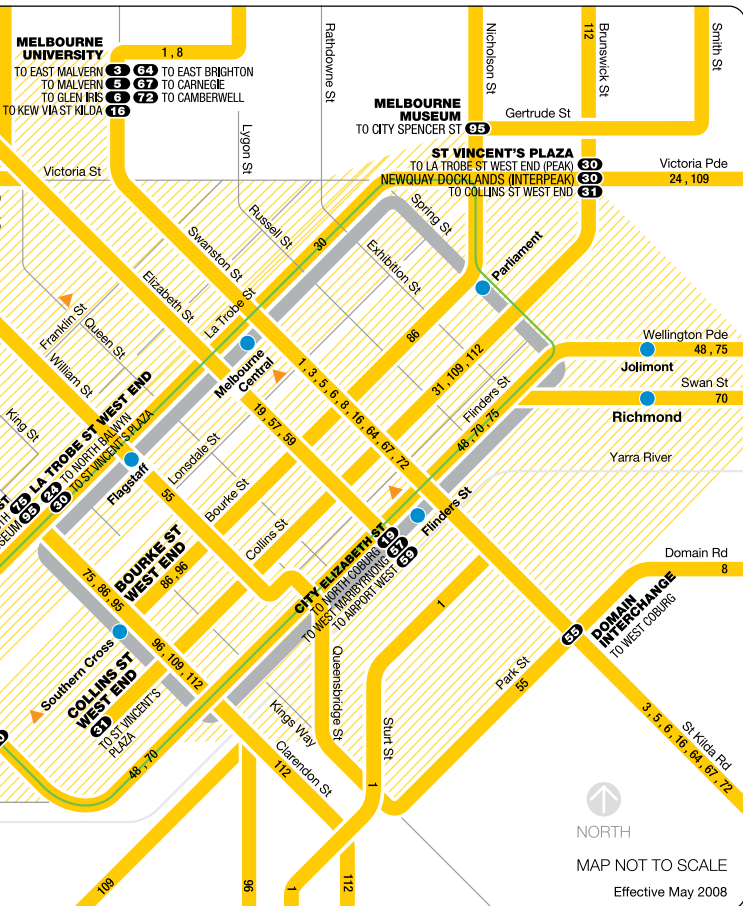 MELBOURNE
UNIVERSITY
TO EAST MALVERN 3 64 TO EAST BRIGHTON
TO MALVERN 5 67 TO CARNEGIE
TO GLEN IRIS 6 72 TO CAMBERWELL
TO KEW VIA ST KILDA 16
1, 8
Rathdowne St
Nicholson St
112
Brunswick St
Smith St
MELBOURNE
MUSEUM
TO CITY SPENCER ST 95
Gertrude St
ST VINCENT'S PLAZA
TO LA TROBE ST WEST END (PEAK) 30
NEWQUAY DOCKLANDS (INTERPEAK) 30
TO COLLINS ST WEST END 31
Victoria Pde
24, 109
Victoria St
Lygon St
Russell St
Swanston St
Elizabeth St
La Trobe St
30
Spring St
Exhibition St
Parliament
Franklin St
Queen St
William St
King St
Melbourne
Central
86
31, 109, 112
1, 3, 5, 6, 8, 16, 64, 67, 72
19, 57, 59
Flinders St
48, 70, 75
Wellington Pde
48, 75
Jolimont
Swan St
70
Richmond
Yarra River
LA TROBE ST WEST END
75
24 TO NORTH BALWYN
95
30 TO ST VINCENT'S PLAZA
Flagstaff
Lonsdale St
55
Bourke St
Collins St
BOURKE ST
WEST END
86, 96
75, 86, 95
CITY ELIZABETH ST
TO NORTH COBURG 19
TO WEST MARIBYRNONG 57
TO AIRPORT WEST 59
Flinders St
Domain Rd
8
1
DOMAIN
INTERCHANGE
TO WEST COBURG
55
Southern Cross
96, 109, 112
COLLINS ST
WEST END
31
TO ST VINCENT'S
PLAZA
Queensbridge St
Park St
55
Kings Way
Sturt St
Clarendon St
112
48, 70
3, 5, 6, 16, 64, 67, 72
St Kilda Rd
1
109
96
1
112
NORTH
MAP NOT TO SCALE
Effective May 2008